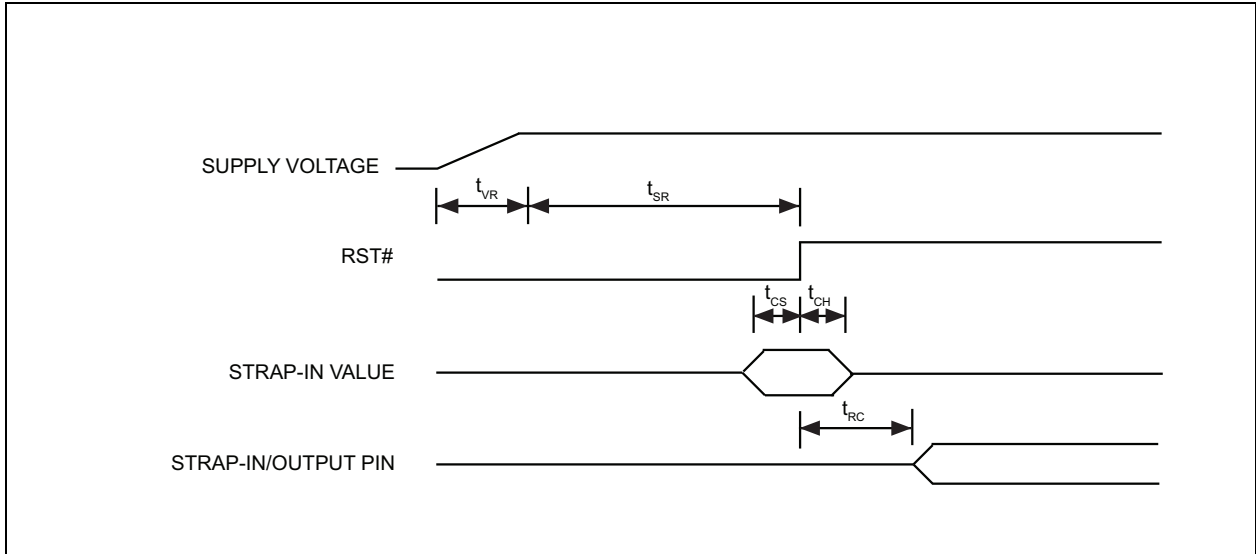 SUPPLY VOLTAGE
tVR
tSR
RST#
tCS
tCH
STRAP-IN VALUE
tRC
STRAP-IN/OUTPUT PIN